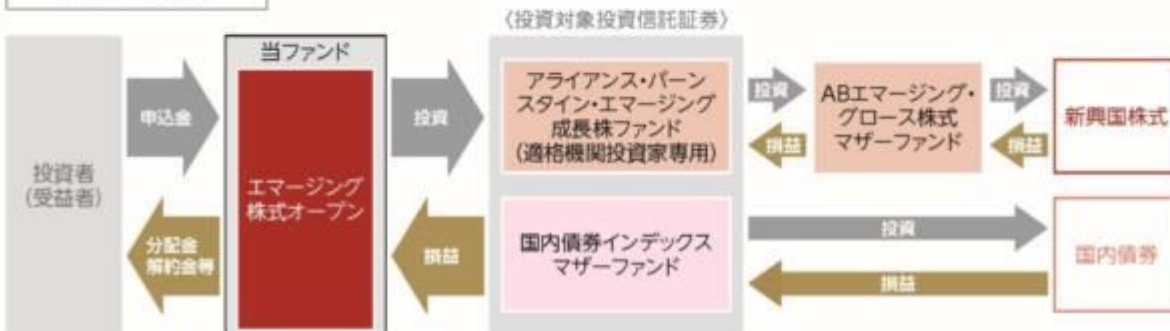 〈投資対象投資信託証券〉
投資者
(受益者)
申込金
分配金
解約金等
当ファンド
エマージング
株式オープン
投資
損益
アライアンス・バーン
スタイン・エマージング
成長株ファンド
(適格機関投資家専用)
国内債券インデックス
マザーファンド
投資
損益
ABエマージング・
グロース株式
マザーファンド
投資
損益
新興国株式
投資
損益
国内債券